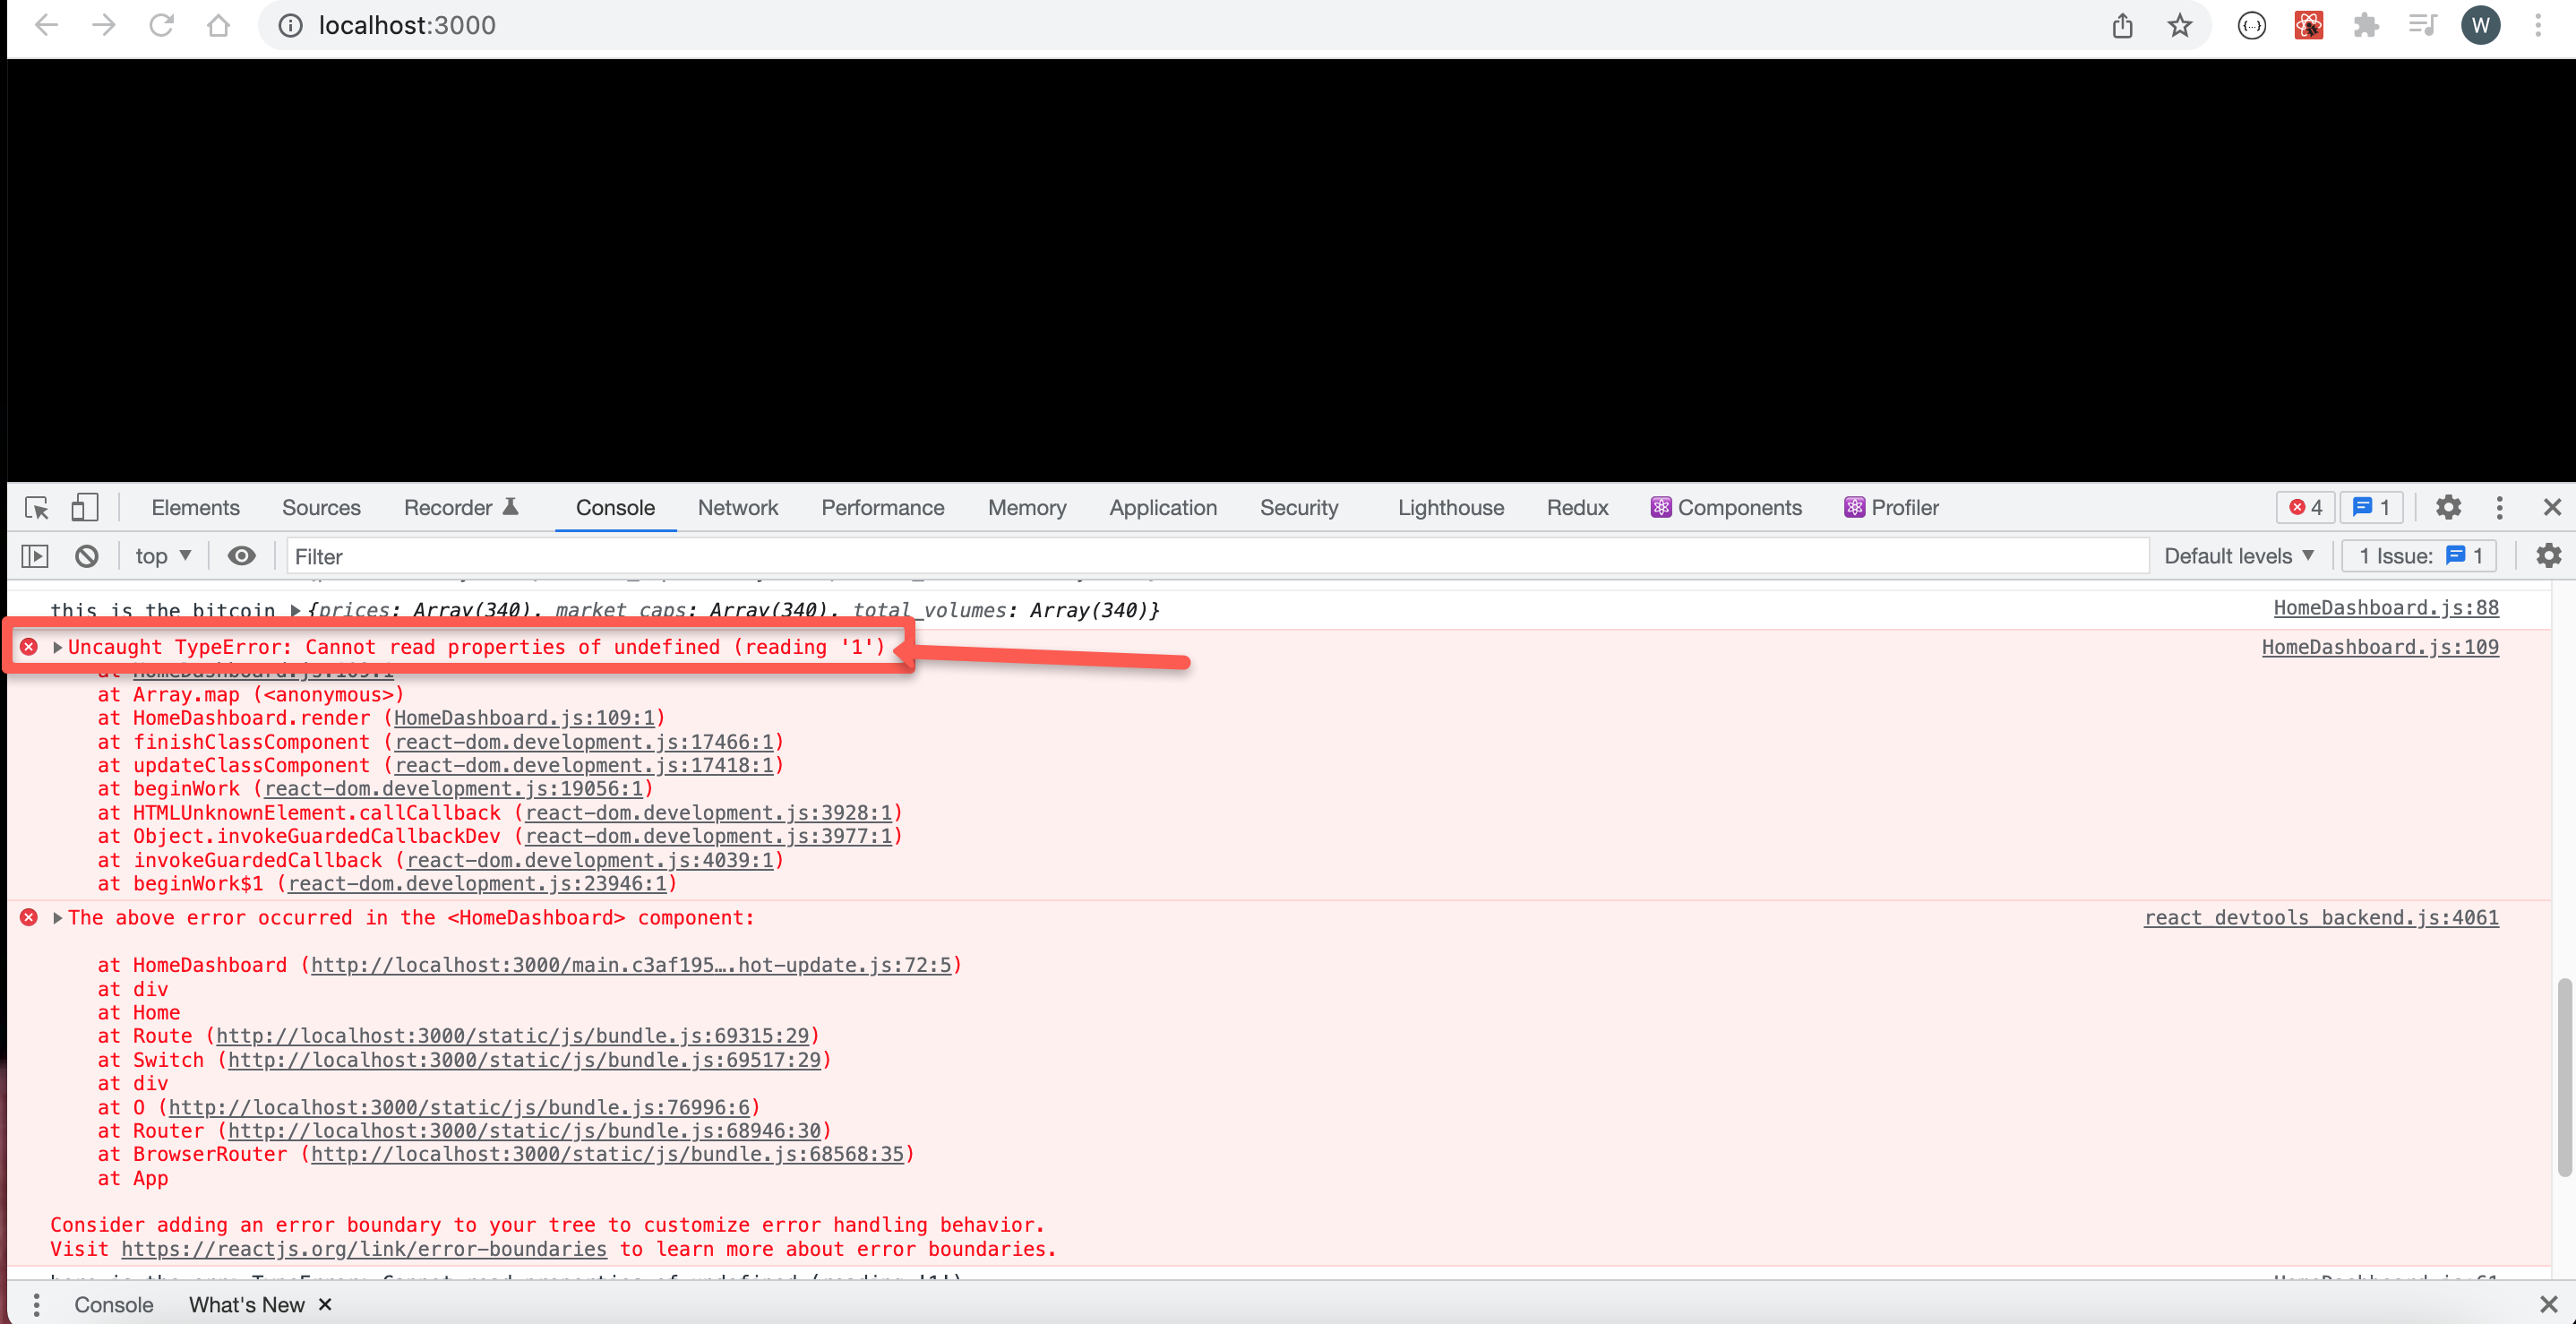 localhost:3000
W
Elements Sources Recorder Console Network Performance Memory Application Security Lighthouse Redux Components Profiler 4 1
top Filter Default levels 1 Issue: 1
this is the bitcoin {prices: Array(340), market_caps: Array(340), total_volumes: Array(340)} HomeDashboard.js:88
Uncaught TypeError: Cannot read properties of undefined (reading '1') HomeDashboard.js:109
at HomeDashboard.js:109:1
at Array.map (<anonymous>)
at HomeDashboard.render (HomeDashboard.js:109:1)
at finishClassComponent (react-dom.development.js:17466:1)
at updateClassComponent (react-dom.development.js:17418:1)
at beginWork (react-dom.development.js:19056:1)
at HTMLUnknownElement.callCallback (react-dom.development.js:3928:1)
at Object.invokeGuardedCallbackDev (react-dom.development.js:3977:1)
at invokeGuardedCallback (react-dom.development.js:4039:1)
at beginWork$1 (react-dom.development.js:23946:1)
The above error occurred in the <HomeDashboard> component: react_devtools_backend.js:4061
at HomeDashboard (http://localhost:3000/main.c3af195….hot-update.js:72:5)
at div
at Home
at Route (http://localhost:3000/static/js/bundle.js:69315:29)
at Switch (http://localhost:3000/static/js/bundle.js:69517:29)
at div
at O (http://localhost:3000/static/js/bundle.js:76996:6)
at Router (http://localhost:3000/static/js/bundle.js:68946:30)
at BrowserRouter (http://localhost:3000/static/js/bundle.js:68568:35)
at App
Consider adding an error boundary to your tree to customize error handling behavior.
Visit https://reactjs.org/link/error-boundaries to learn more about error boundaries.
TypeError: Cannot read properties of undefined (reading '1')
Console What's New